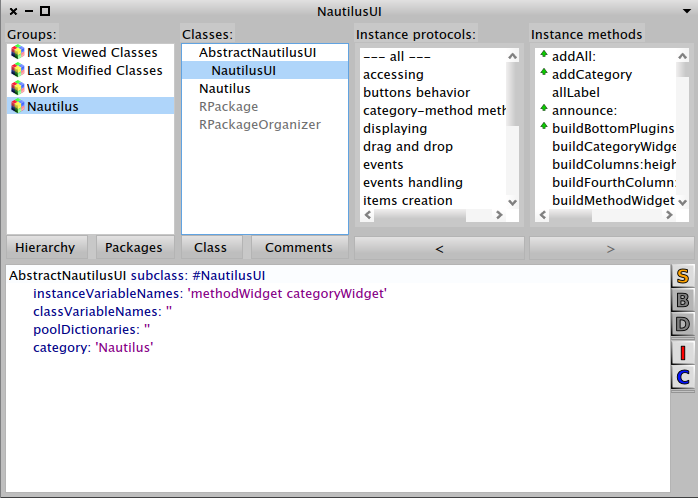 NautilusUI
Groups:
Most Viewed Classes
Last Modified Classes
Work
Nautilus
Classes:
AbstractNautilusUI
NautilusUI
Nautilus
RPackage
RPackageOrganizer
Instance protocols:
--- all ---
accessing
buttons behavior
category-method meth
displaying
drag and drop
events
events handling
items creation
Instance methods
addAll:
addCategory
allLabel
announce:
buildBottomPlugins
buildCategoryWidge
buildColumns:heigh
buildFourthColumn:
buildMethodWidget
Hierarchy
Packages
Class
Comments
<
>
AbstractNautilusUI subclass: #NautilusUI
instanceVariableNames: 'methodWidget categoryWidget'
classVariableNames: ''
poolDictionaries: ''
category: 'Nautilus'
S
B
D
I
C